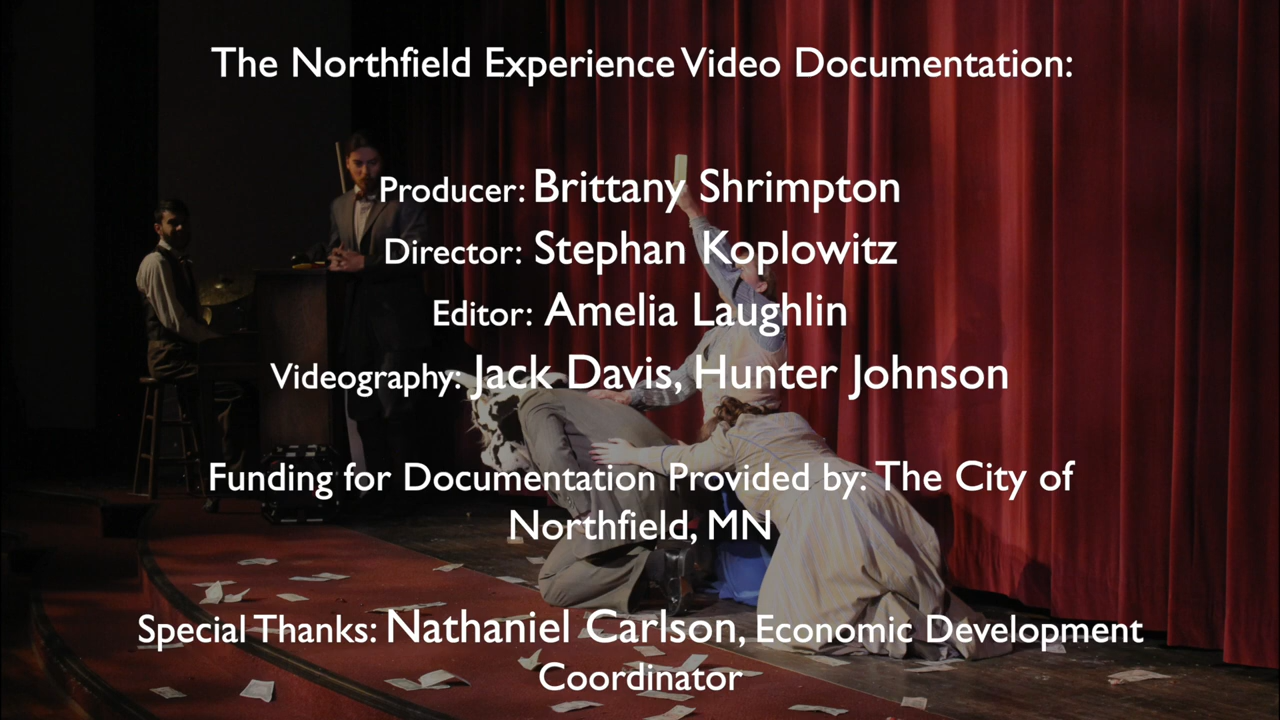 The Northfield Experience Video Documentation:
Producer: Brittany Shrimpton
Director: Stephan Koplowitz
Editor: Amelia Laughlin
Videography: Jack Davis, Hunter Johnson
Funding for Documentation Provided by: The City of
Northfield, MN
Special Thanks: Nathaniel Carlson, Economic Development
Coordinator